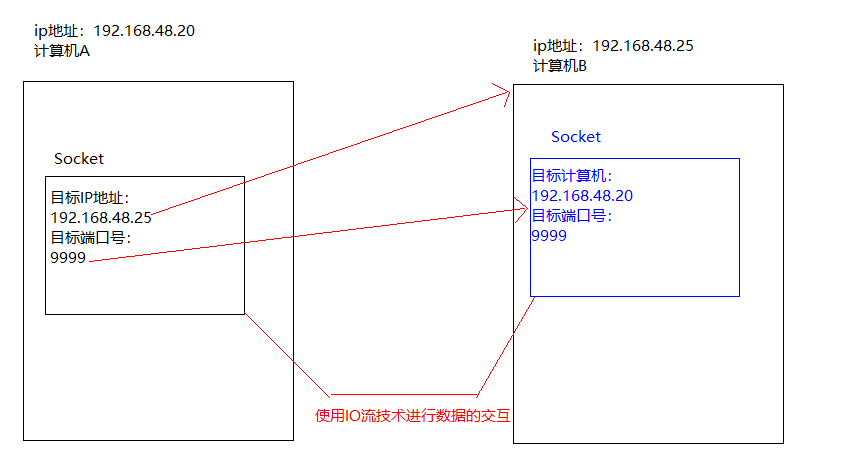 ip地址：192.168.48.20
计算机A
ip地址：192.168.48.25
计算机B
Socket
目标IP地址：
192.168.48.25
目标端口号：
9999
Socket
目标计算机：
192.168.48.20
目标端口号：
9999
使用IO流技术进行数据的交互